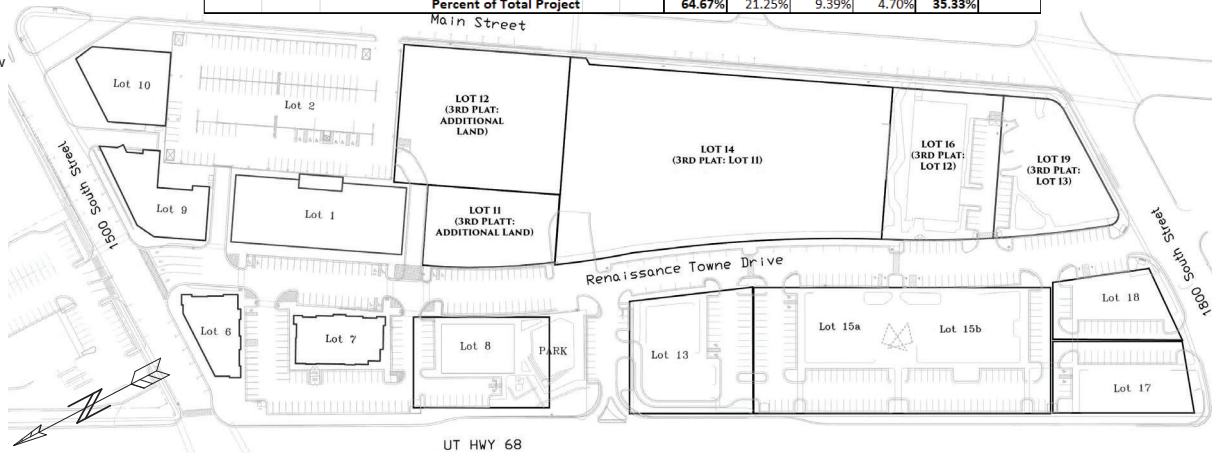 Percent of Total Project 64.67% 21.25% 9.39% 4.70% 35.33%
Main Street
Lot 10
Lot 2
LOT 12
(3RD PLAT:
ADDITIONAL
LAND)
LOT 14
(3RD PLAT: LOT 11)
LOT 16
(3RD PLAT:
LOT 12)
LOT 19
(3RD PLAT:
LOT 13)
1500 South Street
Lot 9
Lot 1
LOT 11
(3RD PLATT:
ADDITIONAL LAND)
1800 South Street
Renaissance Towne Drive
Lot 6
Lot 7
Lot 8
PARK
Lot 13
Lot 15a
Lot 15b
Lot 18
Lot 17
N
UT HWY 68